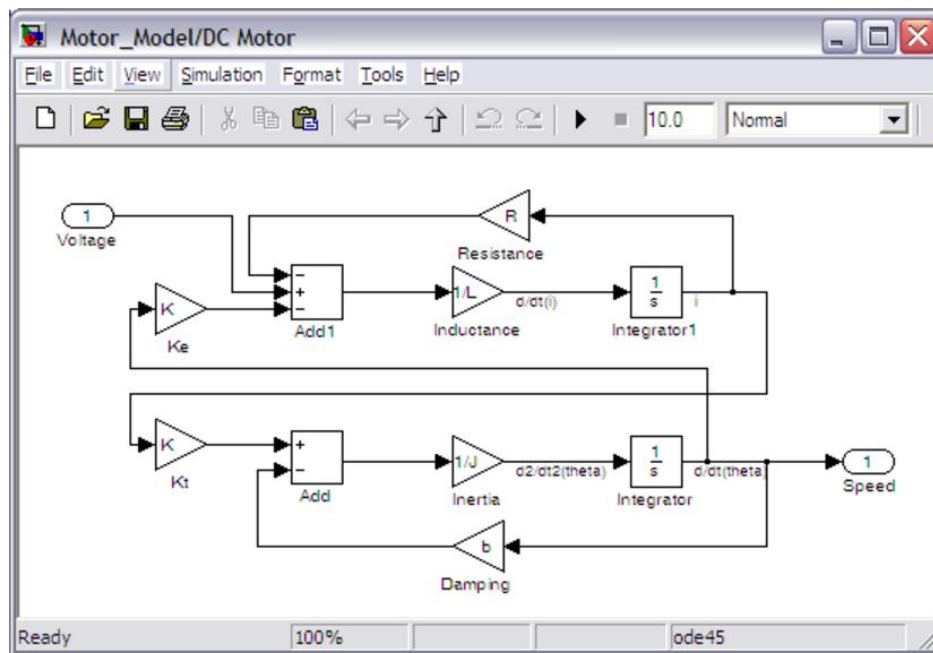 Motor_Model/DC Motor
File Edit View Simulation Format Tools Help
10.0 Normal
1
Voltage
R
Resistance
−
+
−
Add1
1/L
Inductance
d/dt(i)
1
s
Integrator1
i
K
Ke
K
Kt
+
−
Add
1/J
Inertia
d2/dt2(theta)
1
s
Integrator
d/dt(theta)
1
Speed
b
Damping
Ready 100% ode45